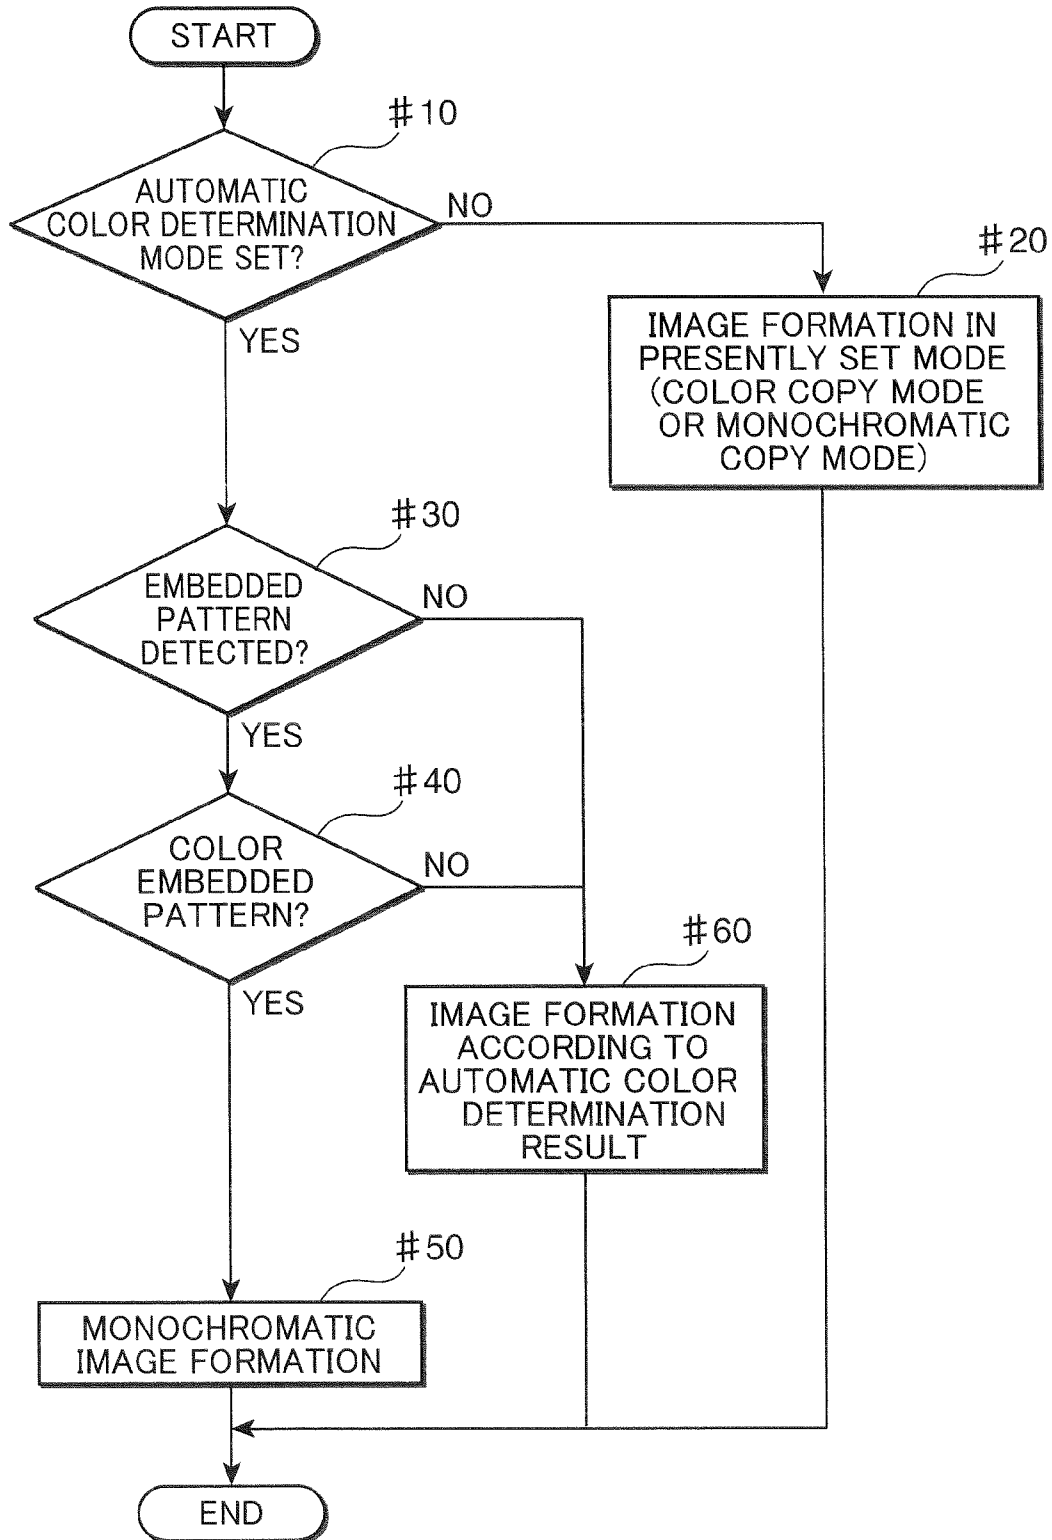 START
#10
AUTOMATIC
COLOR DETERMINATION
MODE SET?
NO
YES
#20
IMAGE FORMATION IN
PRESENTLY SET MODE
(COLOR COPY MODE
OR MONOCHROMATIC
COPY MODE)
#30
EMBEDDED
PATTERN
DETECTED?
NO
YES
#40
COLOR
EMBEDDED
PATTERN?
NO
YES
#60
IMAGE FORMATION
ACCORDING TO
AUTOMATIC COLOR
DETERMINATION
RESULT
#50
MONOCHROMATIC
IMAGE FORMATION
END